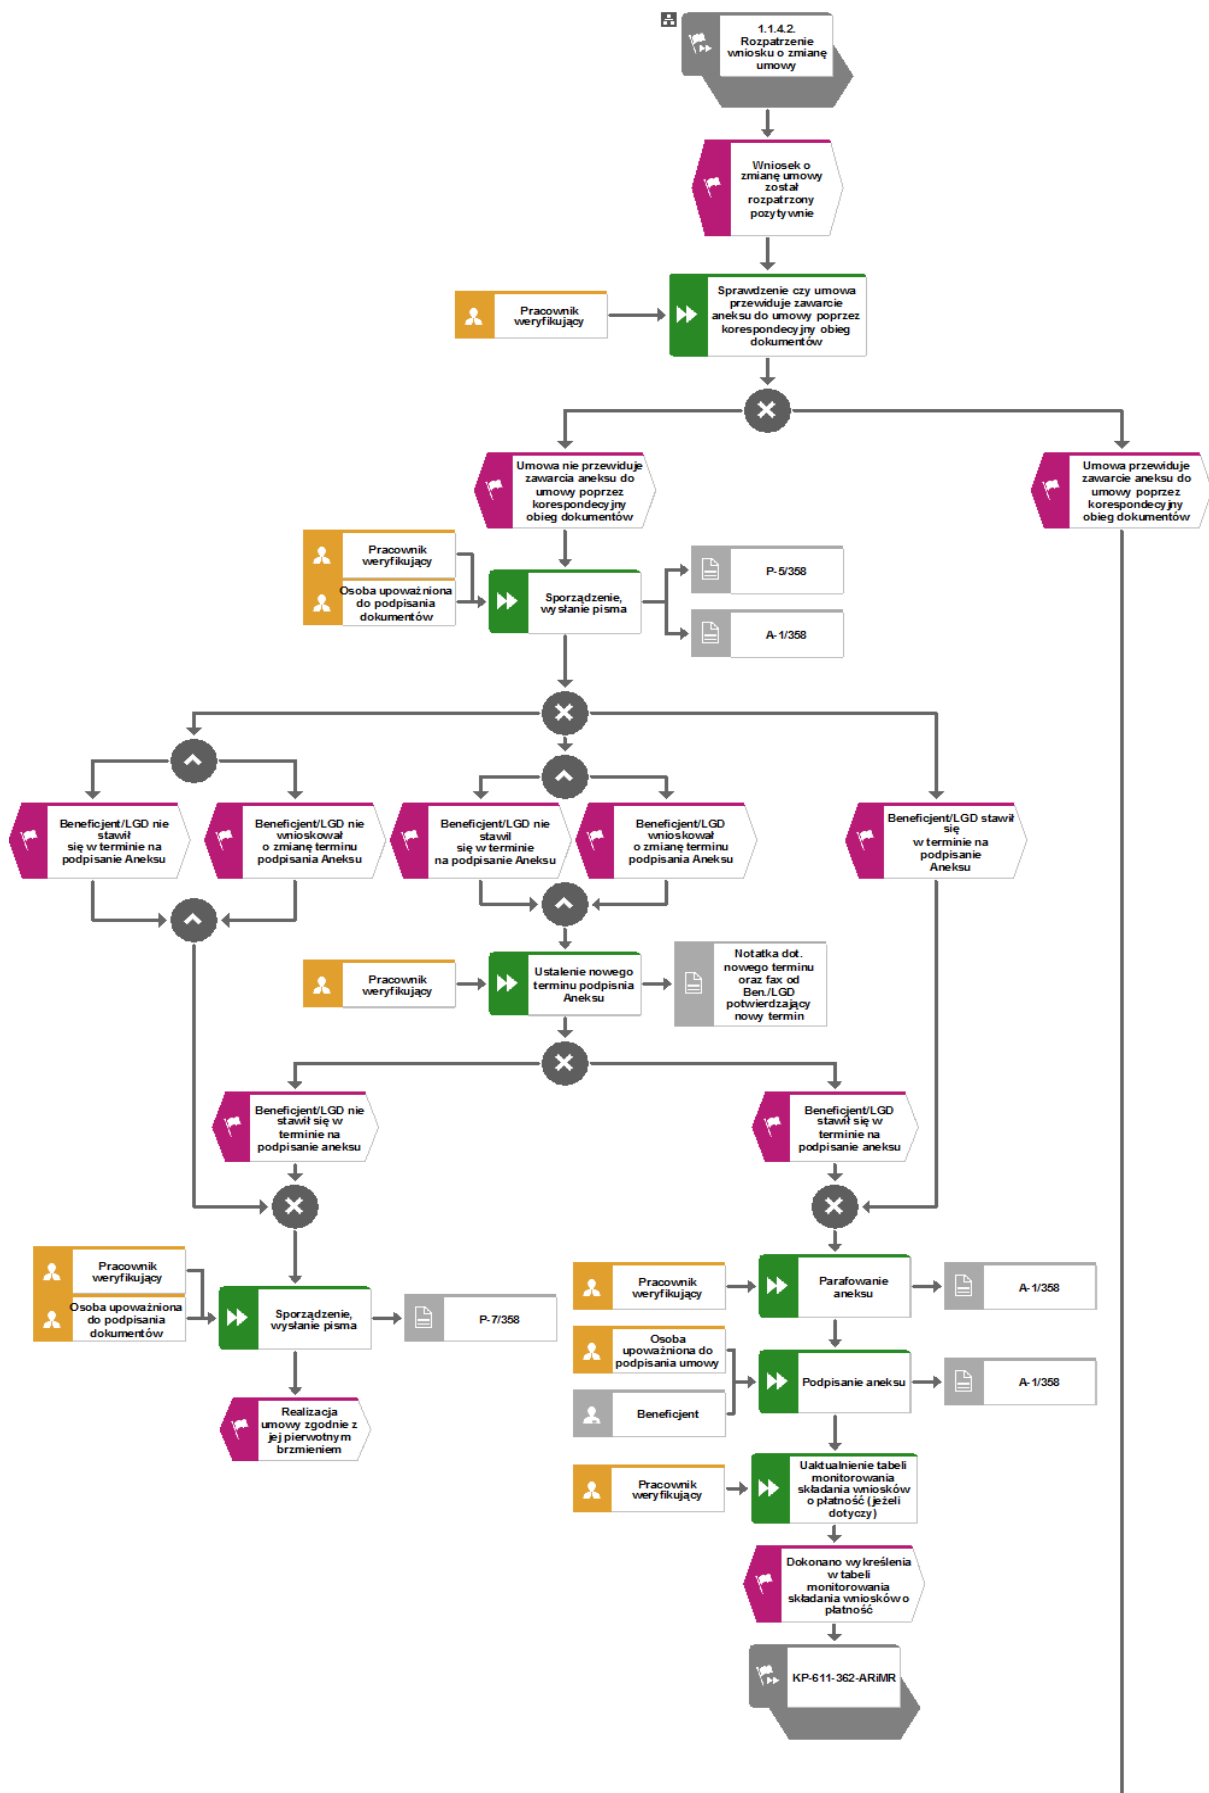 1.1.4.2.
Rozpatrzenie
wniosku o zmianę
umowy
Wniosek o
zmianę umowy
został
rozpatrzony
pozytywnie
Pracownik
weryfikujący
Sprawdzenie czy umowa
przewiduje zawarcie
aneksu do umowy poprzez
korespondecyjny obieg
dokumentów
Umowa nie przewiduje
zawarcia aneksu do
umowy poprzez
korespondecyjny
obieg dokumentów
Umowa przewiduje
zawarcie aneksu do
umowy poprzez
korespondecyjny
obieg dokumentów
Pracownik
weryfikujący
Osoba upoważniona
do podpisania
dokumentów
Sporządzenie,
wysłanie pisma
P-5/358
A-1/358
Beneficjent/LGD nie
stawił
się w terminie na
podpisanie Aneksu
Beneficjent/LGD nie
wnioskował
o zmianę terminu
podpisania Aneksu
Beneficjent/LGD nie
stawil
się w terminie
na podpisanie Aneksu
Beneficjent/LGD
wnioskował
o zmianę terminu
podpisania Aneksu
Beneficjent/LGD stawił
się
w terminie na
podpisanie
Aneksu
Pracownik
weryfikujący
Ustalenie nowego
terminu podpisnia
Aneksu
Notatka dot.
nowego terminu
oraz fax od
Ben./LGD
potwierdzający
nowy termin
Beneficjent/LGD nie
stawił się w
terminie na
podpisanie aneksu
Beneficjent/LGD
stawił się w
terminie na
podpisanie aneksu
Pracownik
weryfikujący
Osoba upoważniona
do podpisania
dokumentów
Sporządzenie,
wysłanie pisma
P-7/358
Realizacja
umowy zgodnie z
jej pierwotnym
brzmieniem
Pracownik
weryfikujący
Parafowanie
aneksu
A-1/358
Osoba
upoważniona do
podpisania umowy
Beneficjent
Podpisanie aneksu
A-1/358
Pracownik
weryfikujący
Uaktualnienie tabeli
monitorowania
składania wniosków
o płatność (jeżeli
dotyczy)
Dokonano wykreślenia
w tabeli
monitorowania
składania wniosków o
płatność
KP-611-362-ARiMR